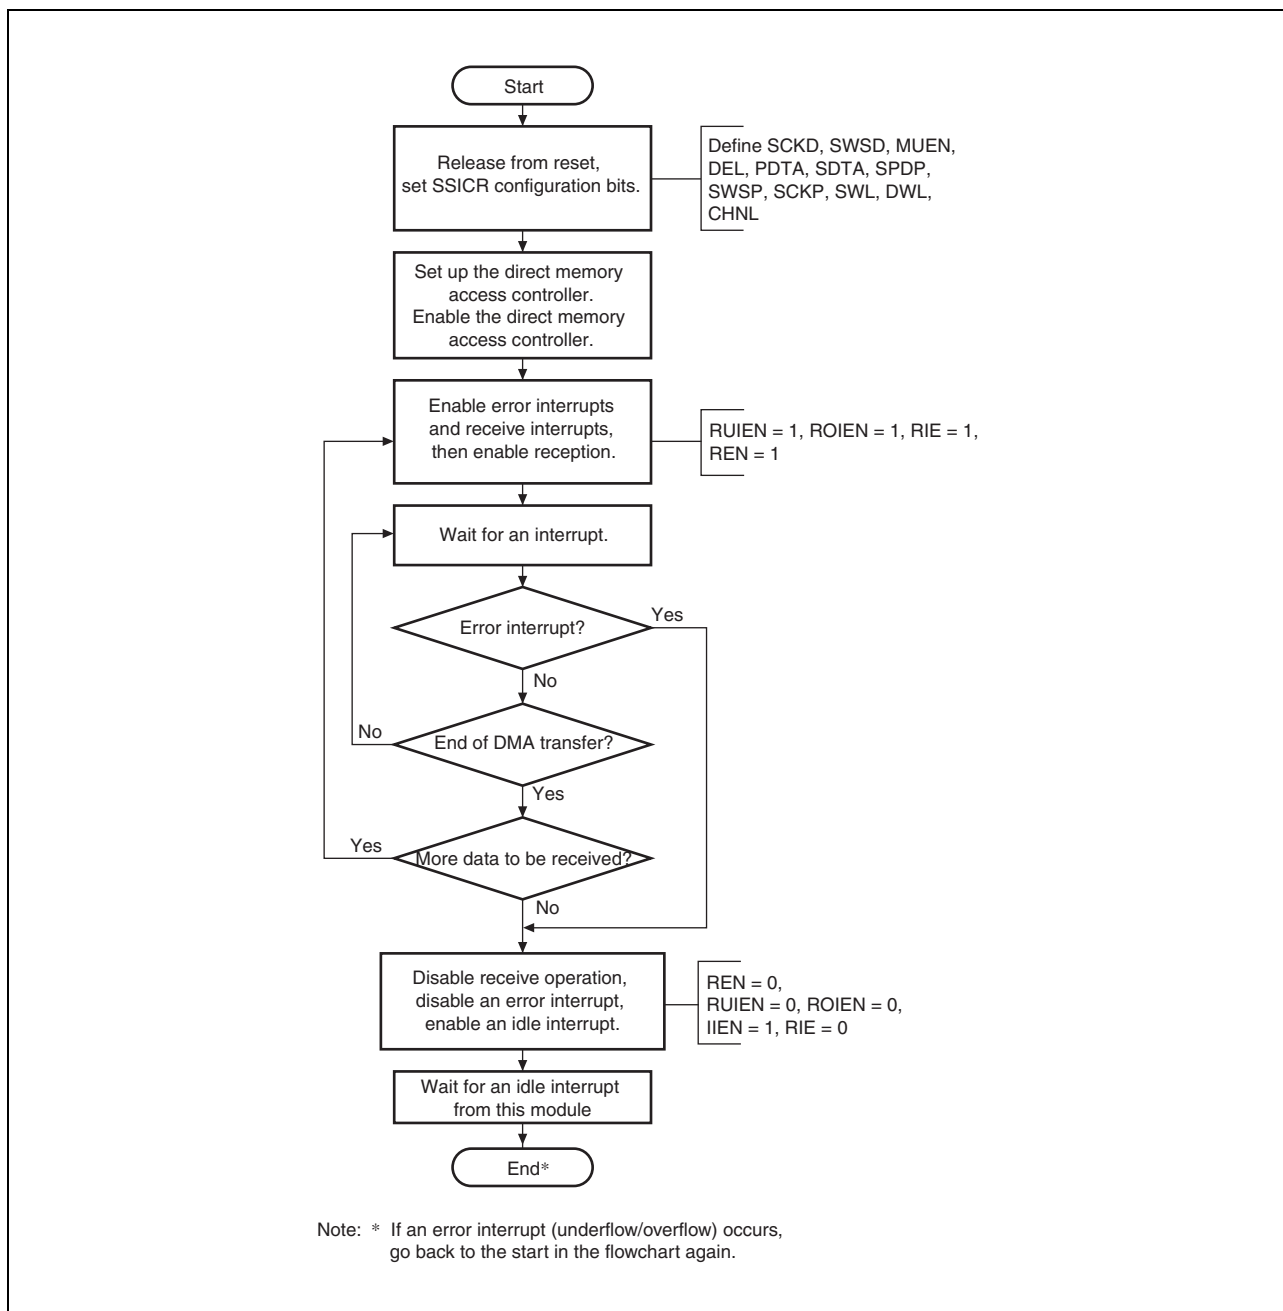 Start
Release from reset,
set SSICR configuration bits.
Define SCKD, SWSD, MUEN,
DEL, PDTA, SDTA, SPDP,
SWSP, SCKP, SWL, DWL,
CHNL
Set up the direct memory
access controller.
Enable the direct memory
access controller.
Enable error interrupts
and receive interrupts,
then enable reception.
RUIEN = 1, ROIEN = 1, RIE = 1,
REN = 1
Wait for an interrupt.
Error interrupt?
Yes
No
End of DMA transfer?
No
Yes
More data to be received?
Yes
No
Disable receive operation,
disable an error interrupt,
enable an idle interrupt.
REN = 0,
RUIEN = 0, ROIEN = 0,
IIEN = 1, RIE = 0
Wait for an idle interrupt
from this module
End*
Note: * If an error interrupt (underflow/overflow) occurs,
go back to the start in the flowchart again.